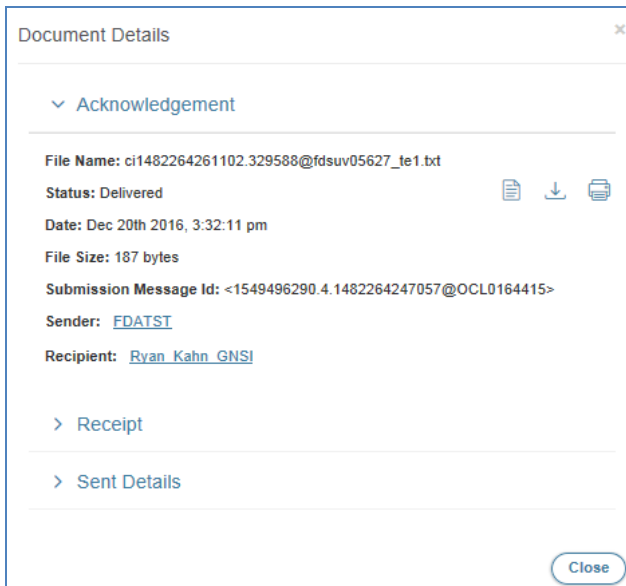 Document Details
×
Acknowledgement
File Name: ci1482264261102.329588@fdsuv05627_te1.txt
Status: Delivered
Date: Dec 20th 2016, 3:32:11 pm
File Size: 187 bytes
Submission Message Id: <1549496290.4.1482264247057@OCL0164415>
Sender: FDATST
Recipient: Ryan_Kahn_GNSI
Receipt
Sent Details
Close